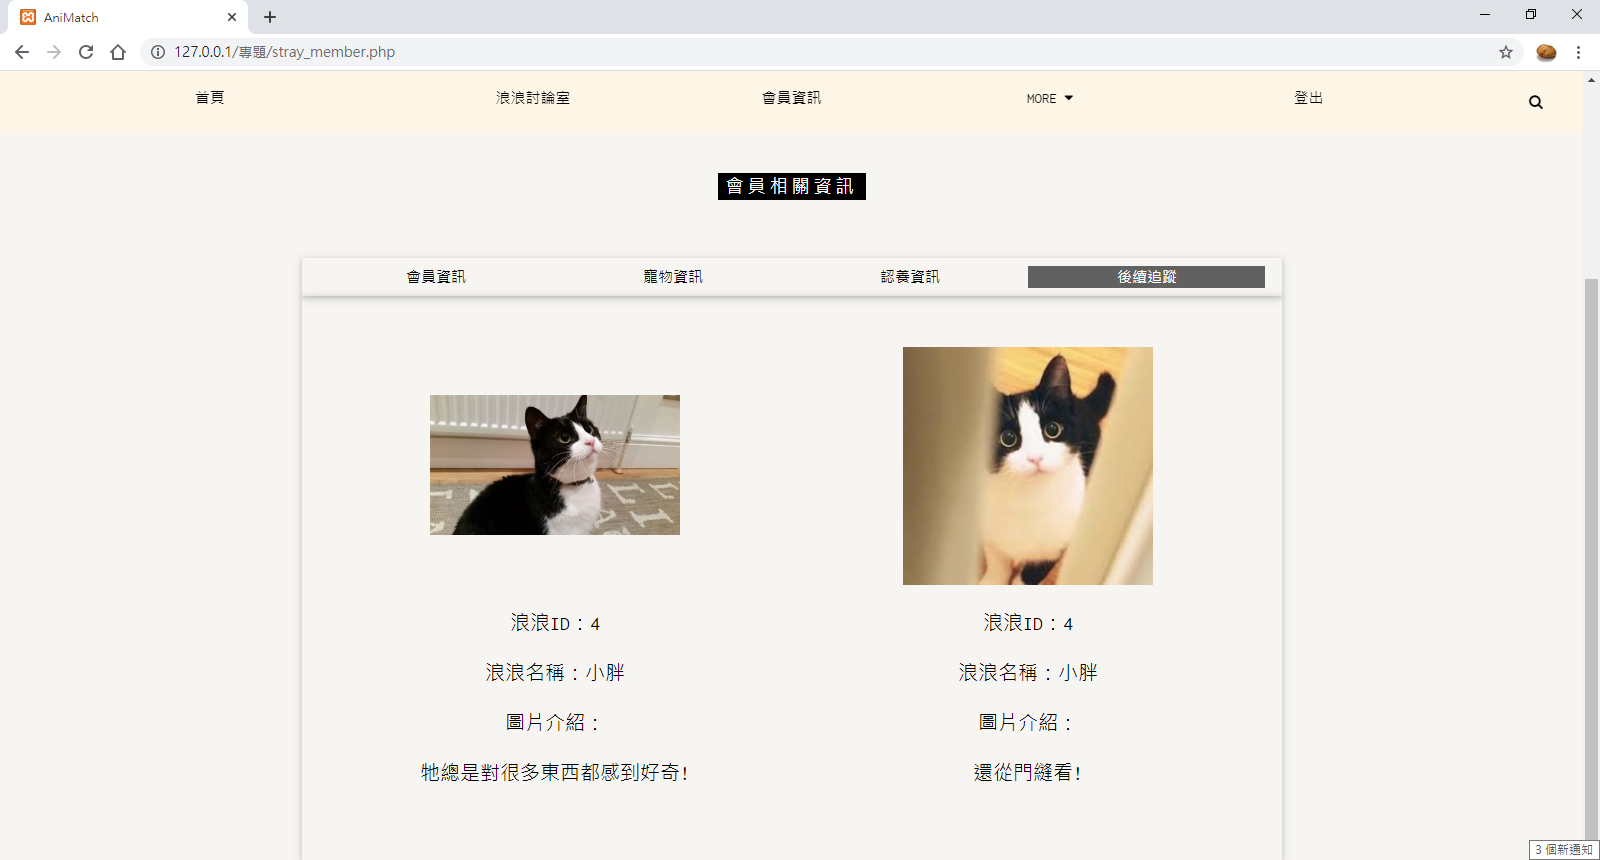 AniMatch
127.0.0.1/專題/stray_member.php
首頁
浪浪討論室
會員資訊
MORE
登出
會員相關資訊
會員資訊
寵物資訊
認養資訊
後續追蹤
浪浪ID：4
浪浪名稱：小胖
圖片介紹：
牠總是對很多東西都感到好奇!
浪浪ID：4
浪浪名稱：小胖
圖片介紹：
還從門縫看!
3 個新通知